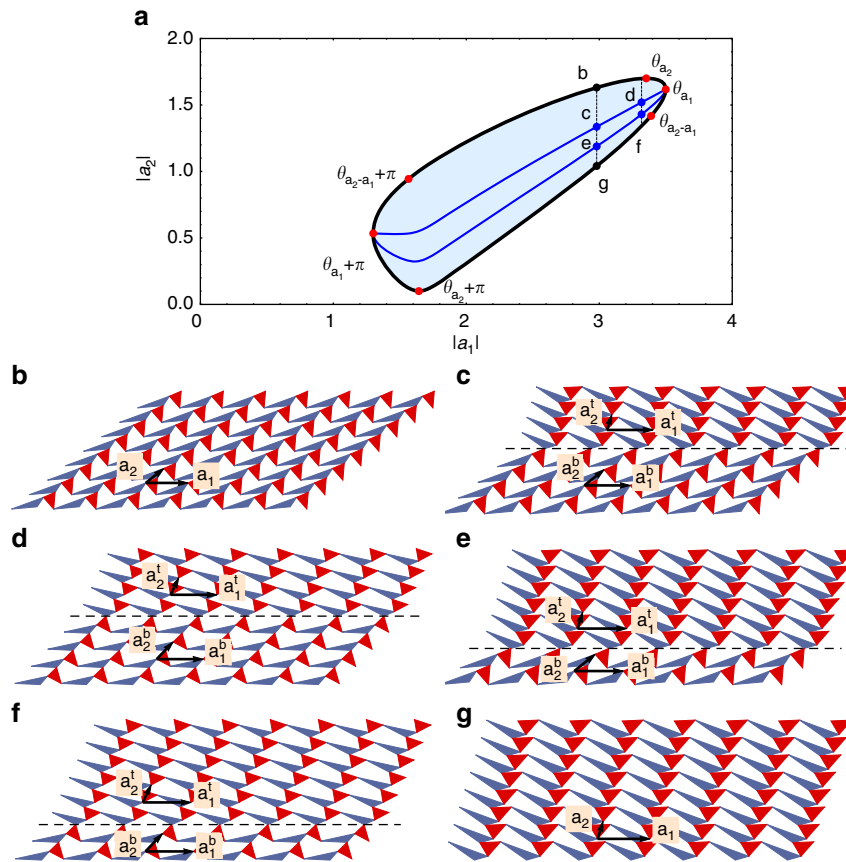 a
2.0
1.5
1.0
0.5
0.0
|a₂|
0
1
2
3
4
|a₁|
b
θa₂
θa₁
d
c
θa₂-a₁
e
f
g
θa₂-a₁+π
θa₁+π
θa₂+π
b
a₂
a₁
c
a₂ᵗ
a₁ᵗ
a₂ᵇ
a₁ᵇ
d
a₂ᵗ
a₁ᵗ
a₂ᵇ
a₁ᵇ
e
a₂ᵗ
a₁ᵗ
a₂ᵇ
a₁ᵇ
f
a₂ᵗ
a₁ᵗ
a₂ᵇ
a₁ᵇ
g
a₂
a₁